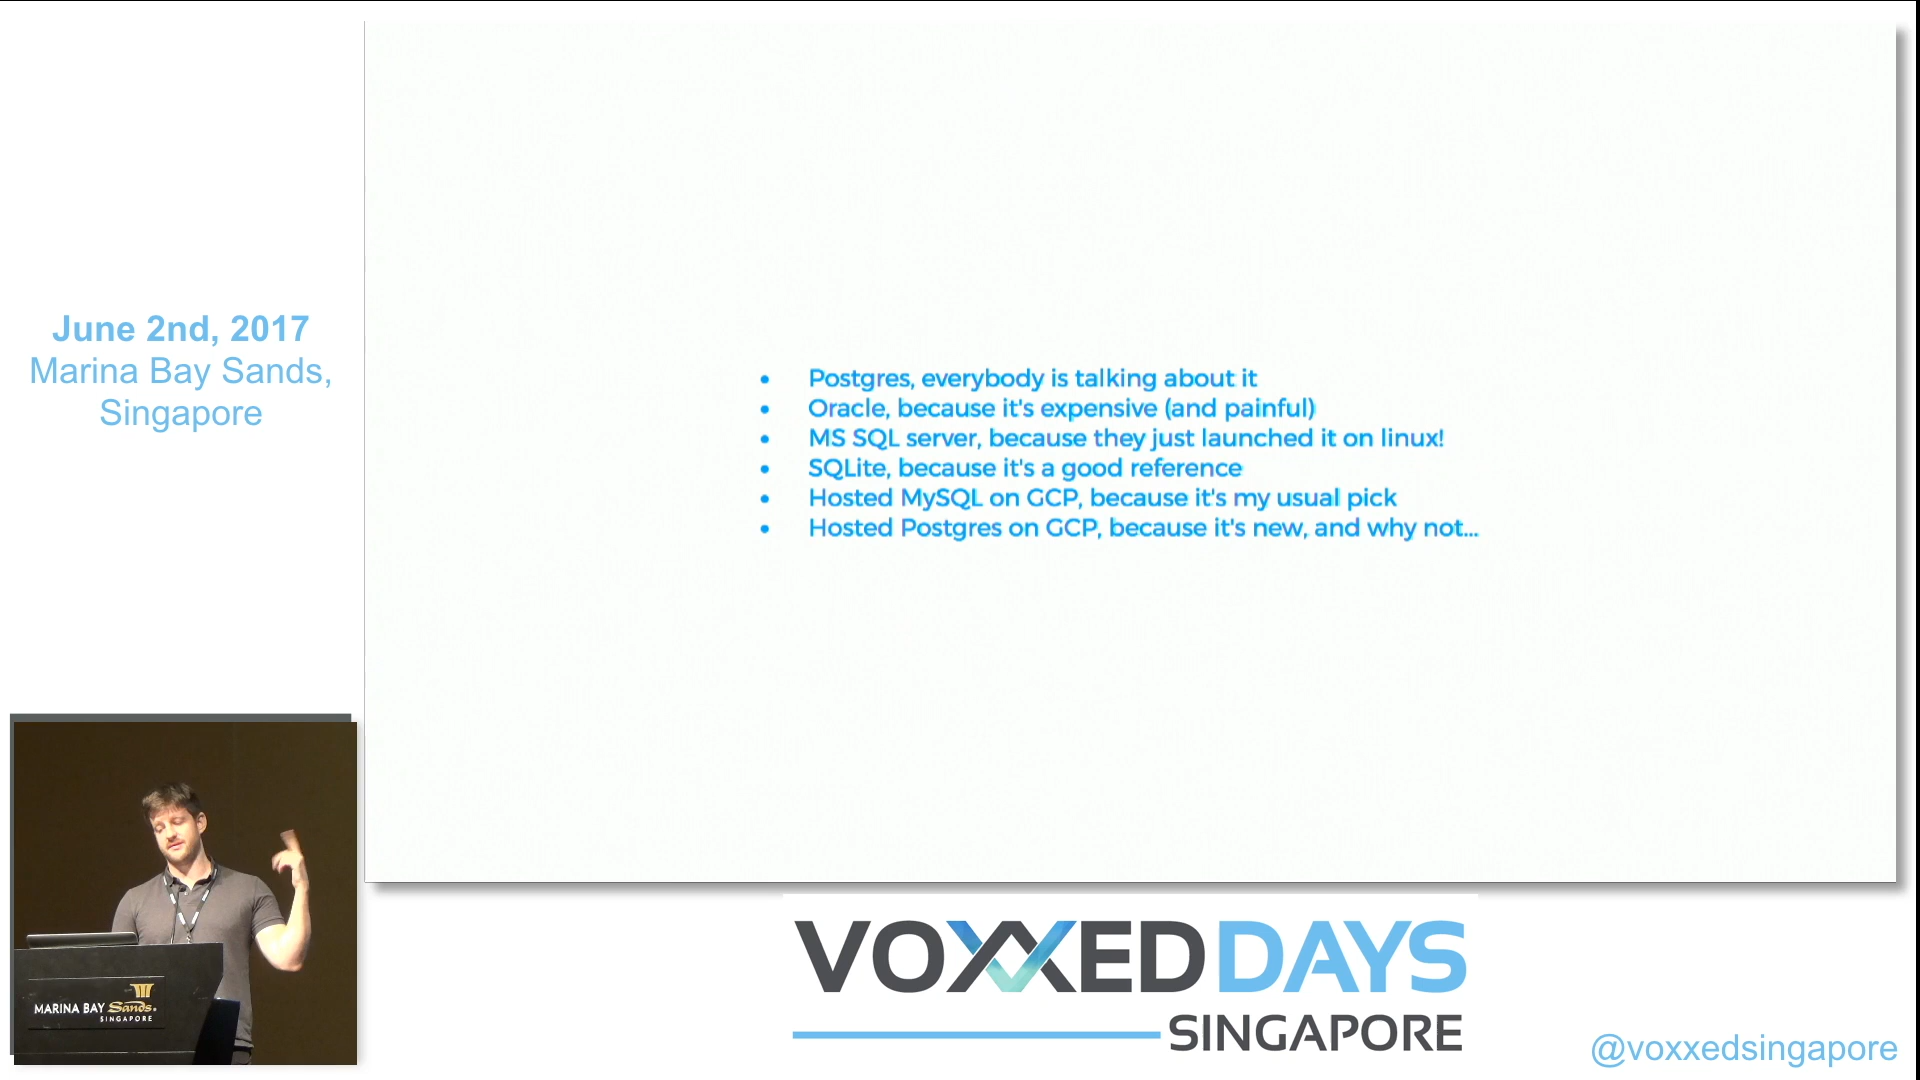 June 2nd, 2017
Marina Bay Sands,
Singapore
• Postgres, everybody is talking about it
• Oracle, because it's expensive (and painful)
• MS SQL server, because they just launched it on linux!
• SQLite, because it's a good reference
• Hosted MySQL on GCP, because it's my usual pick
• Hosted Postgres on GCP, because it's new, and why not...
MARINA BAY Sands.
SINGAPORE
VOXXED DAYS
SINGAPORE
@voxxedsingapore